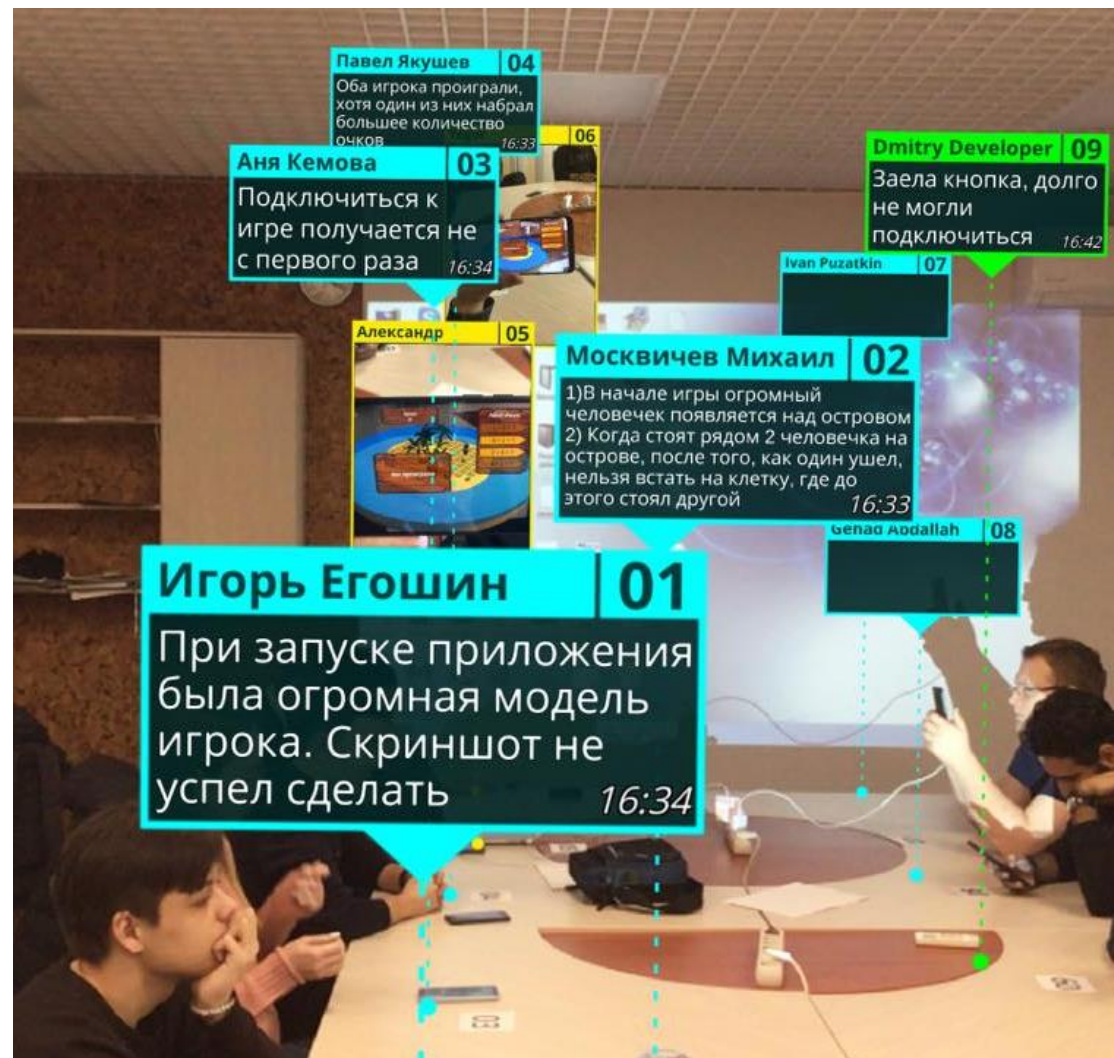 Павел Якушев 04
Оба игрока проиграли,
хотя один из них набрал
большее количество
очков 16:33
06
Аня Кемова 03
Подключиться к
игре получается не
с первого раза 16:34
Dmitry Developer 09
Заела кнопка, долго
не могли
подключиться 16:42
Ivan Puzatkin 07
Александр 05
Москвичев Михаил 02
1)В начале игры огромный
человечек появляется над островом
2) Когда стоят рядом 2 человечка на
острове, после того, как один ушел,
нельзя встать на клетку, где до
этого стоял другой 16:33
Gehad Abdallah 08
Игорь Егошин 01
При запуске приложения
была огромная модель
игрока. Скриншот не
успел сделать 16:34
03